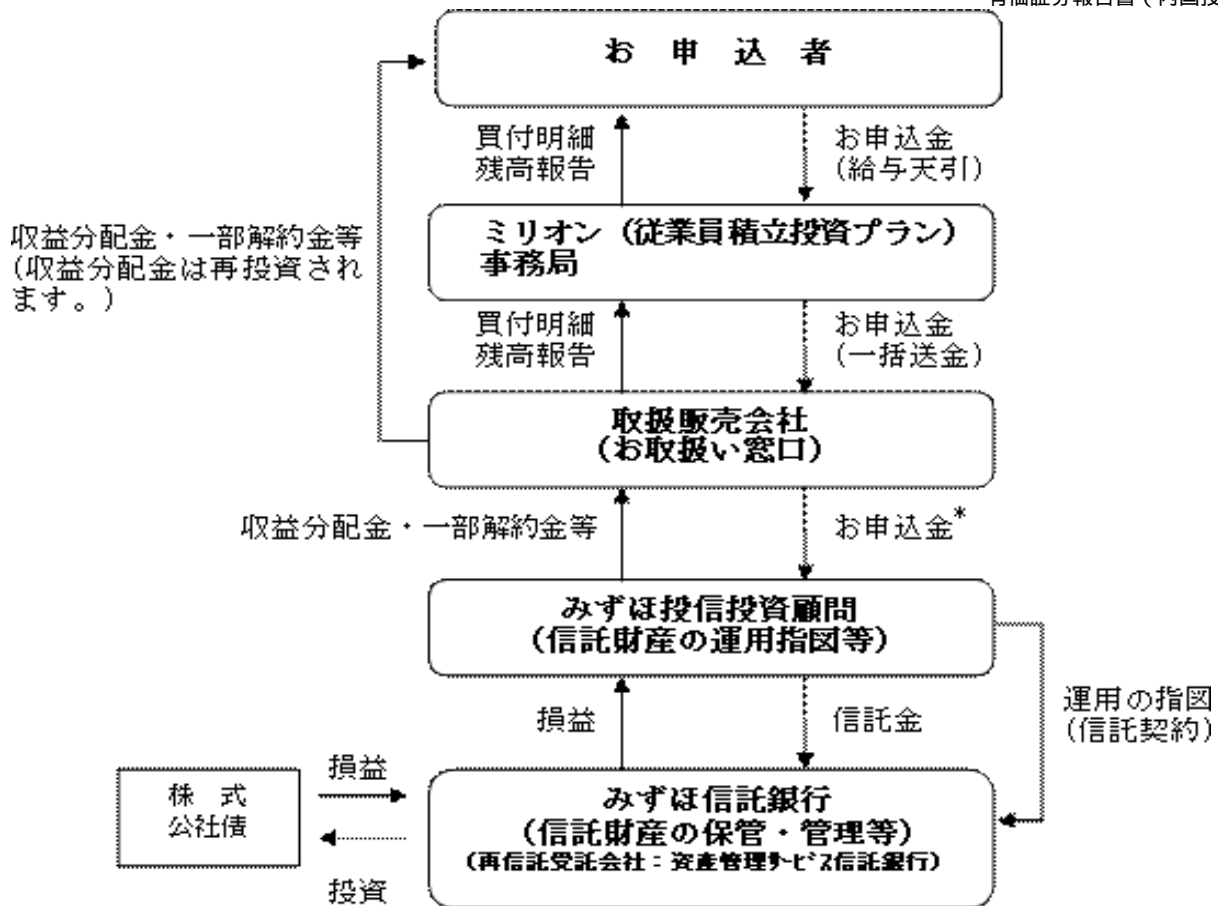 お 申 込 者
買付明細
残高報告
お申込金
(給与天引)
収益分配金・一部解約金等
(収益分配金は再投資され
ます。)
ミリオン(従業員積立投資プラン)
事務局
買付明細
残高報告
お申込金
(一括送金)
取扱販売会社
(お取扱い窓口)
収益分配金・一部解約金等
お申込金*
みずほ投信投資顧問
(信託財産の運用指図等)
運用の指図
(信託契約)
損益
信託金
損益
株 式
公社債
投資
みずほ信託銀行
(信託財産の保管・管理等)
(再信託受託会社:資産管理サービス信託銀行)